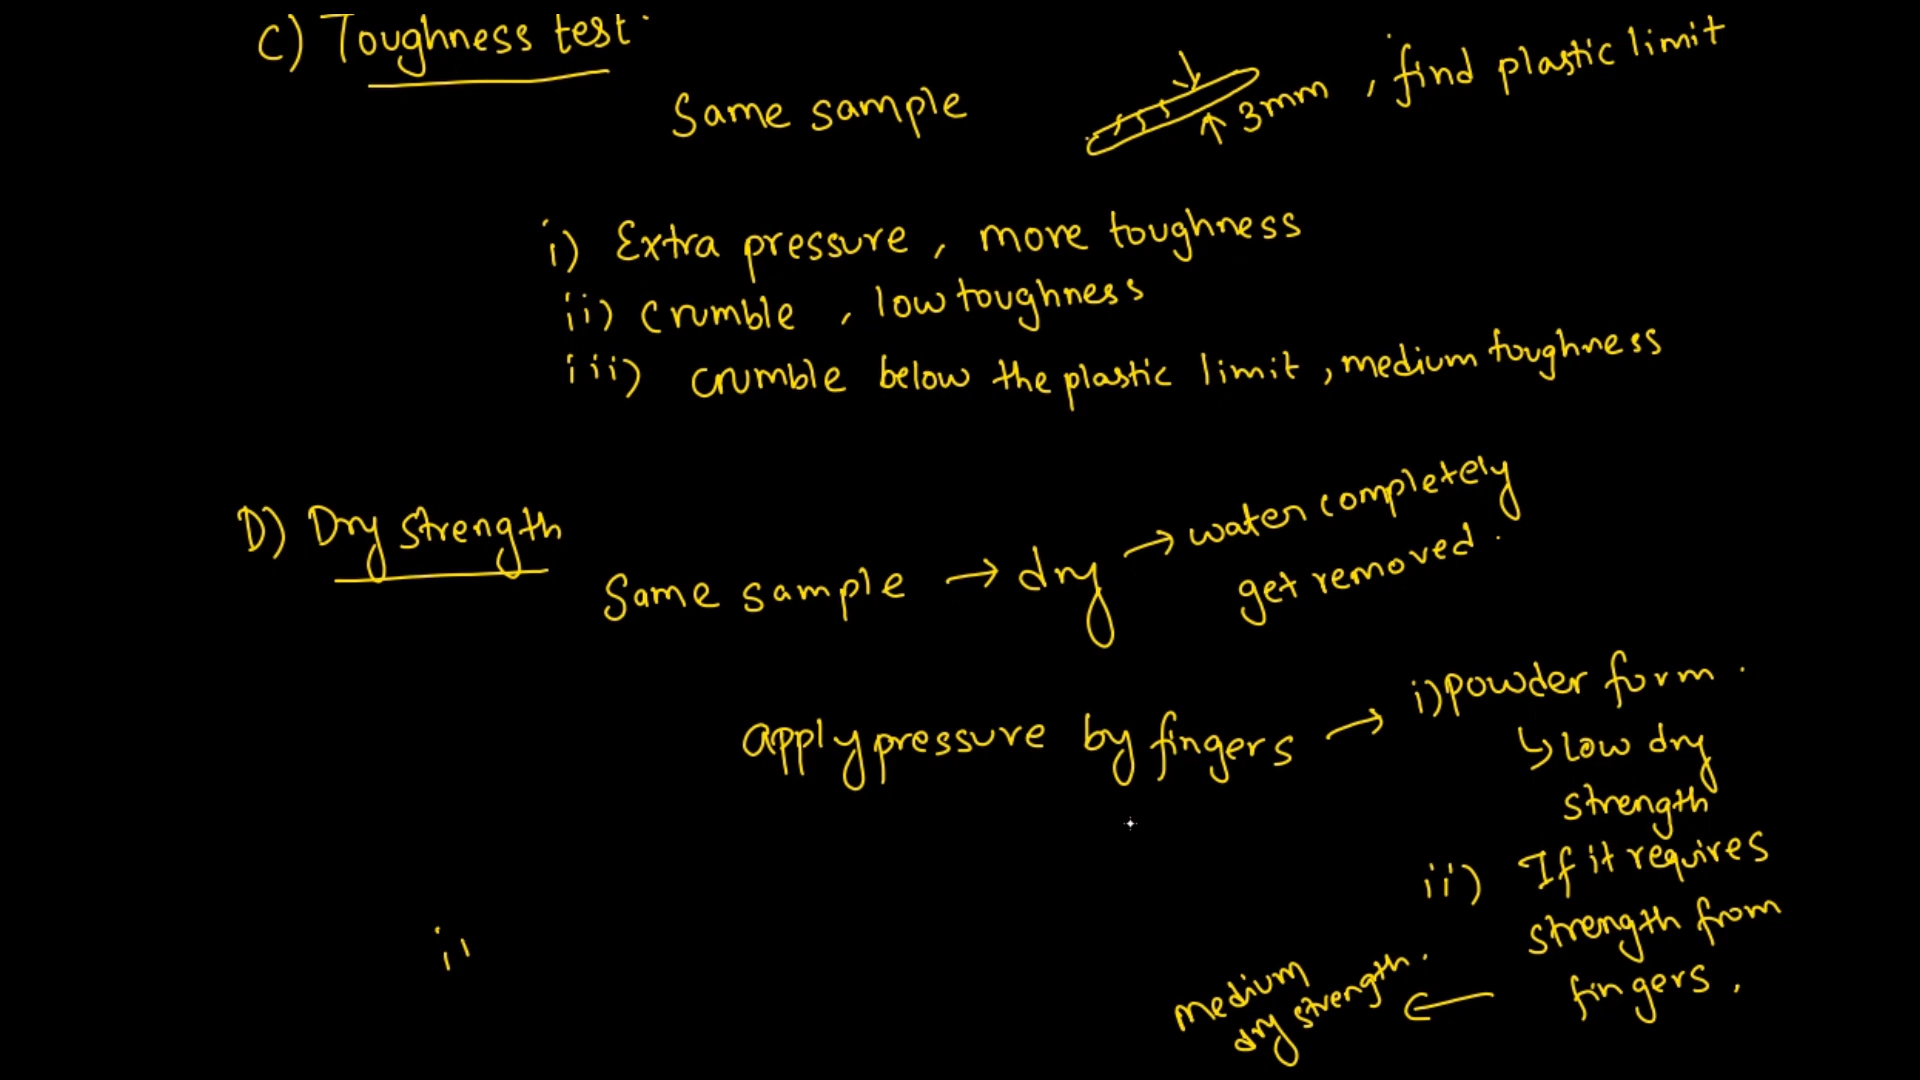 C) Toughness test.
Same sample
3mm, find plastic limit
i) Extra pressure, more toughness
ii) crumble, low toughness
iii) crumble below the plastic limit, medium toughness
D) Dry strength
Same sample → dry → water completely
get removed.
apply pressure by fingers → i) powder form.
↳ low dry
strength
ii) If it requires
strength from
fingers,
← medium
dry strength.
ii